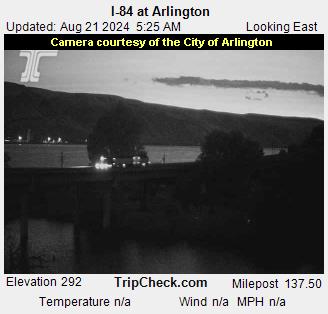 I-84 at Arlington
Updated: Aug 21 2024 5:25 AM Looking East
Camera courtesy of the City of Arlington
Elevation 292 TripCheck.com Milepost 137.50
Temperature n/a Wind n/a MPH n/a